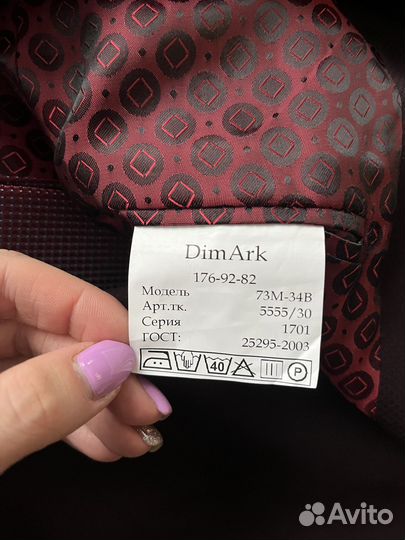 DimArk
176-92-82
Модель 73М-34В
Арт.тк. 5555/30
Серия 1701
ГОСТ: 25295-2003
40 P
Avito